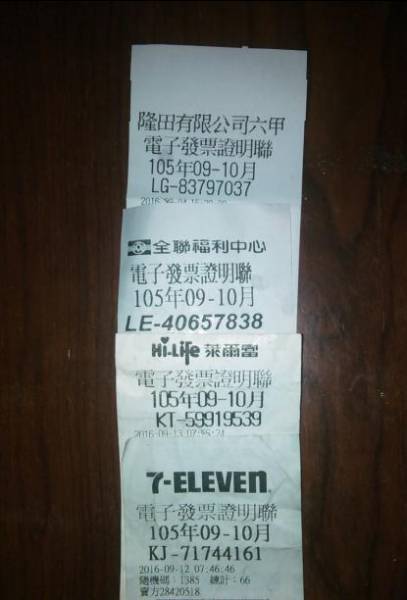 隆田有限公司六甲
電子發票證明聯
105年09-10月
LG-83797037
全聯福利中心
電子發票證明聯
105年09-10月
LE-40657838
Hi-Life 萊爾富
電子發票證明聯
105年09-10月
KT-59919539
7-ELEVEN
電子發票證明聯
105年09-10月
KJ-71744161
2016-09-12 07:46:46
隨機碼:1385 總計:66
賣方28420518